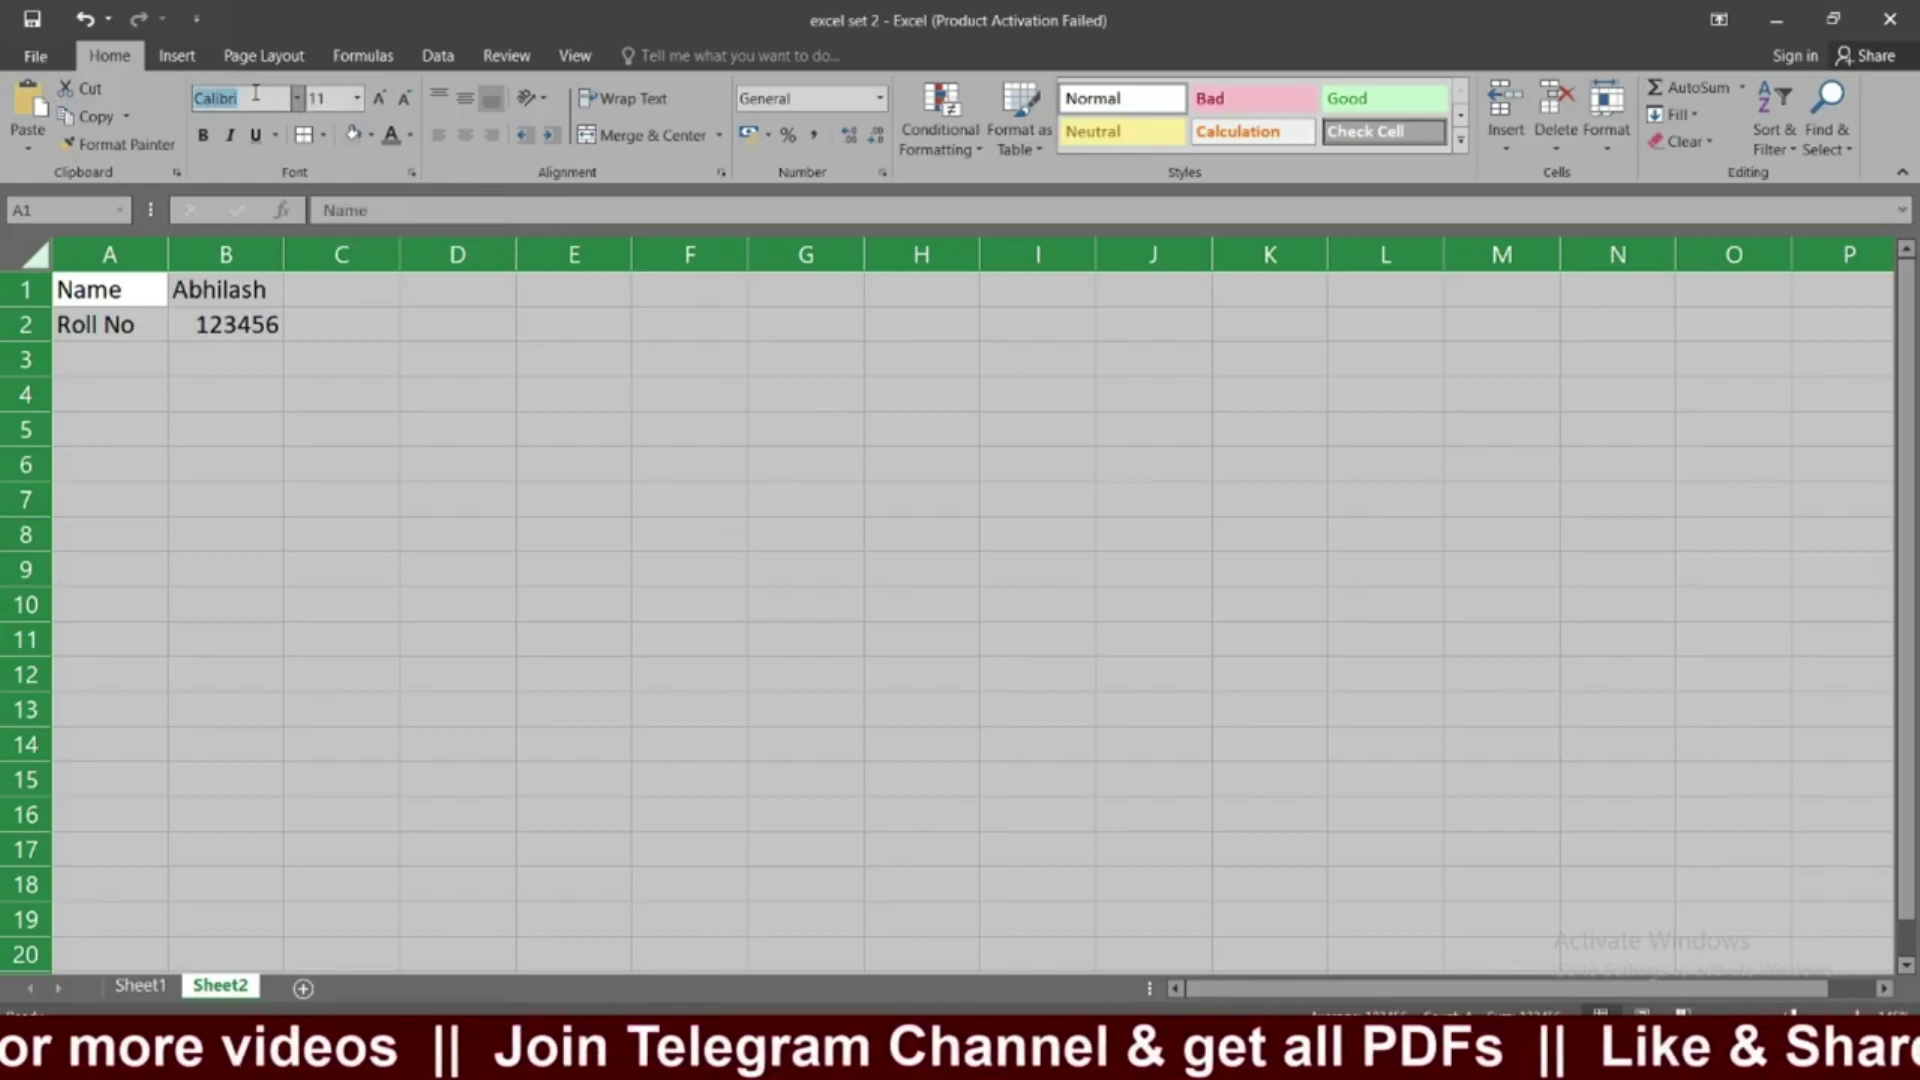 excel set 2 - Excel (Product Activation Failed)
File Home Insert Page Layout Formulas Data Review View Tell me what you want to do... Sign in Share
Cut
Copy
Format Painter
Paste
Clipboard
Calibri 11
B I U
Font
Wrap Text
Merge & Center
Alignment
General
%
Number
Conditional Formatting
Format as Table
Normal Bad Good
Neutral Calculation Check Cell
Styles
Insert Delete Format
Cells
AutoSum
Fill
Clear
Sort & Filter
Find & Select
Editing
A1 fx Name
A B C D E F G H I J K L M N O P
1 Name Abhilash
2 Roll No 123456
3
4
5
6
7
8
9
10
11
12
13
14
15
16
17
18
19
20
Activate Windows
Sheet1 Sheet2
or more videos || Join Telegram Channel & get all PDFs || Like & Share